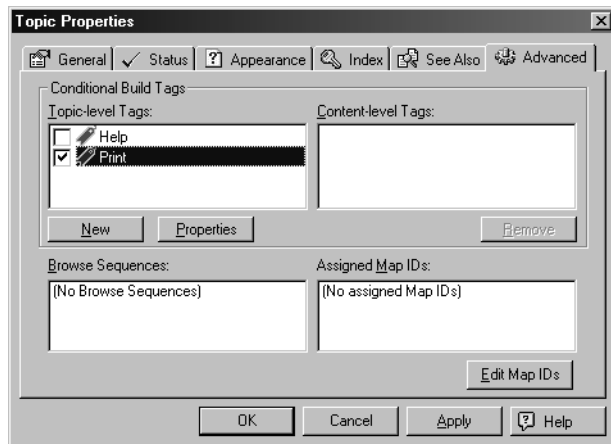 Topic Properties
General Status Appearance Index See Also Advanced
Conditional Build Tags
Topic-level Tags: Content-level Tags:
Help
Print
New Properties Remove
Browse Sequences: Assigned Map IDs:
(No Browse Sequences) (No assigned Map IDs)
Edit Map IDs
OK Cancel Apply Help